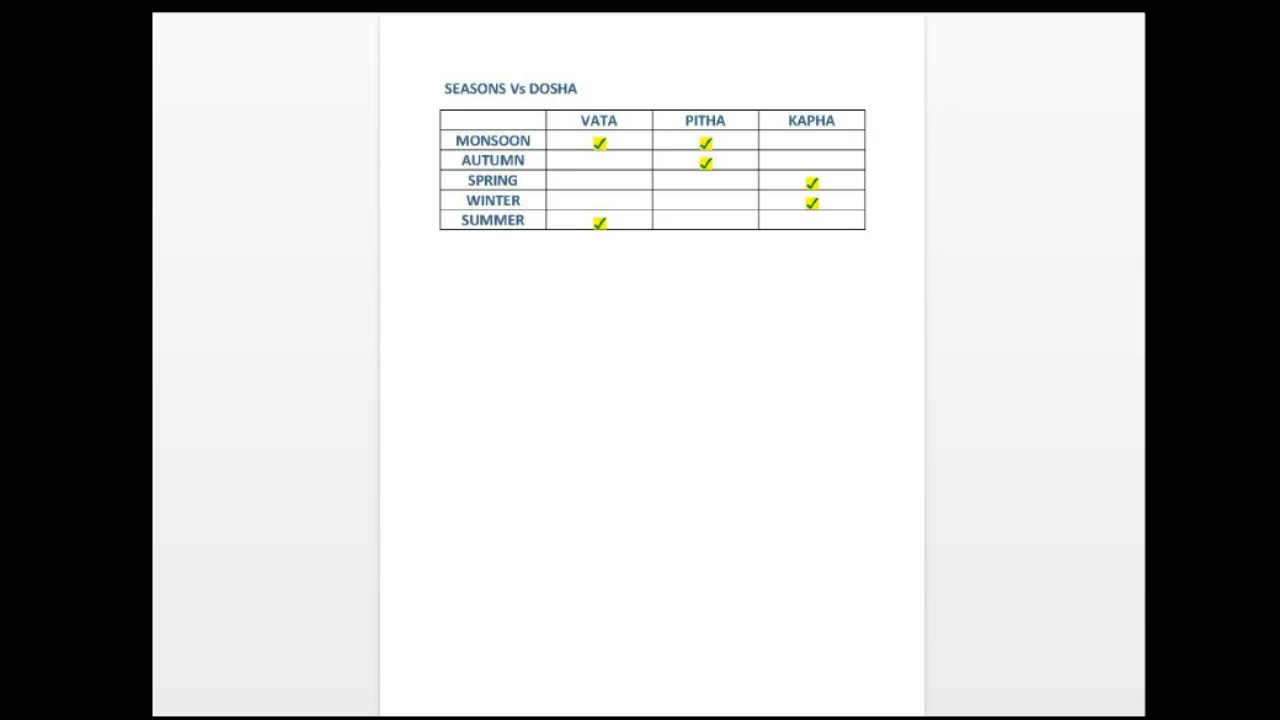 SEASONS Vs DOSHA
VATA PITHA KAPHA
MONSOON ✓ ✓
AUTUMN ✓
SPRING ✓
WINTER ✓
SUMMER ✓